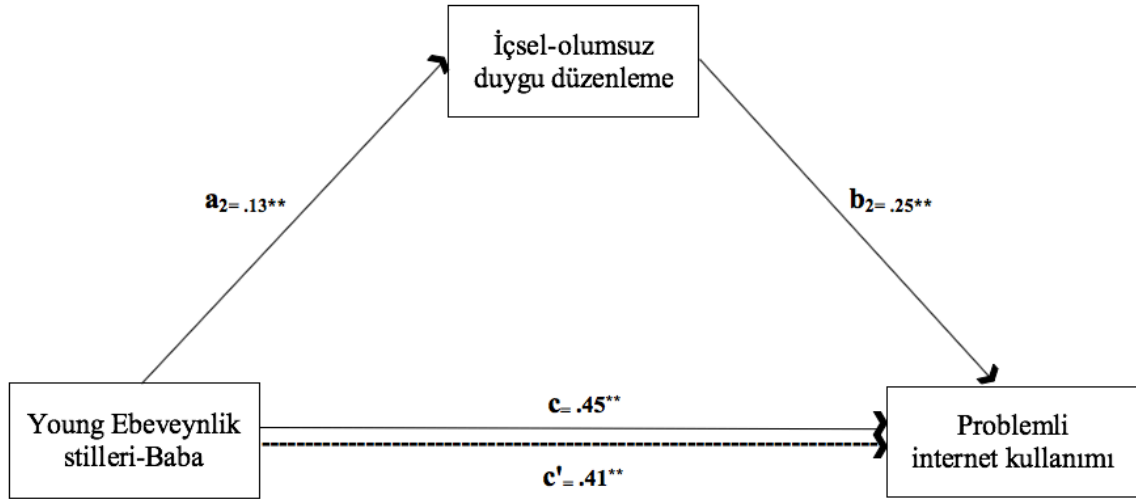 İçsel-olumsuz
duygu düzenleme
a2= .13**
b2= .25**
c= .45**
Young Ebeveynlik
stilleri-Baba
Problemli
internet kullanımı
c'= .41**